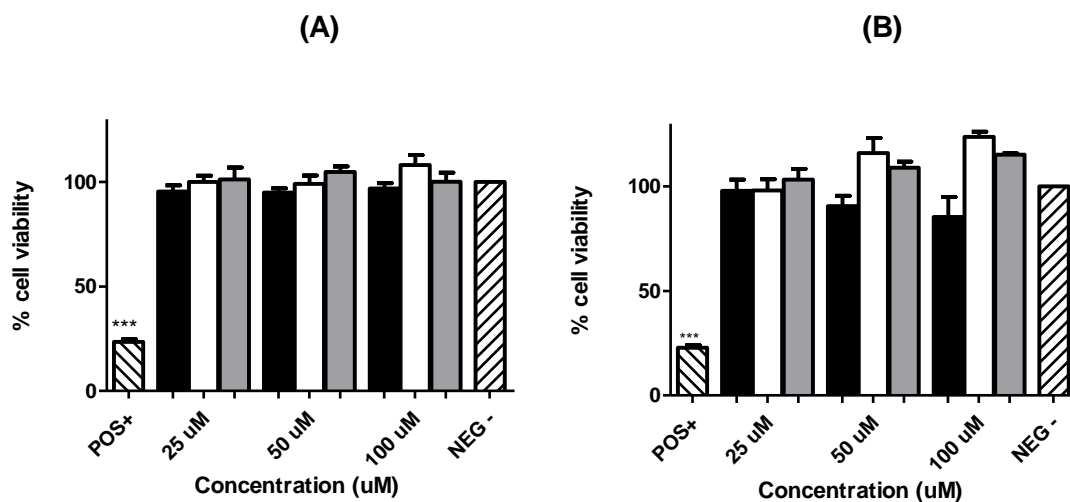 (A)
% cell viability
100
50
0
***
POS+
25 uM
50 uM
100 uM
NEG -
Concentration (uM)
(B)
% cell viability
100
50
0
***
POS+
25 uM
50 uM
100 uM
NEG -
Concentration (uM)